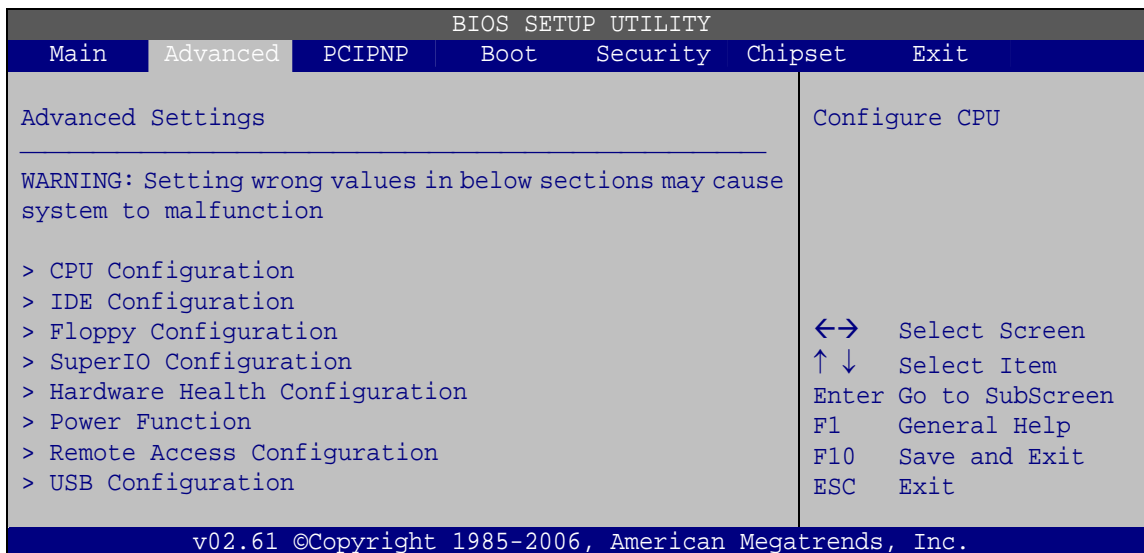 BIOS SETUP UTILITY
Main Advanced PCIPNP Boot Security Chipset Exit
Advanced Settings
WARNING: Setting wrong values in below sections may cause
system to malfunction
> CPU Configuration
> IDE Configuration
> Floppy Configuration
> SuperIO Configuration
> Hardware Health Configuration
> Power Function
> Remote Access Configuration
> USB Configuration
Configure CPU
←→ Select Screen
↑ ↓ Select Item
Enter Go to SubScreen
F1 General Help
F10 Save and Exit
ESC Exit
v02.61 ©Copyright 1985-2006, American Megatrends, Inc.